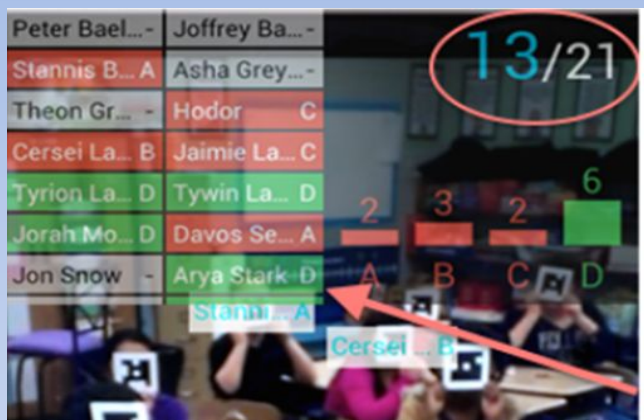 Peter Bael... - Joffrey Ba... -
Stannis B... A Asha Grey... -
Theon Gr... - Hodor C
Cersei La... B Jaimie La... C
Tyrion La... D Tywin La... D
Jorah Mo... D Davos Se... A
Jon Snow - Arya Stark D
13/21
2 3 2 6
A B C D
Stanni... A
Cersei ... B